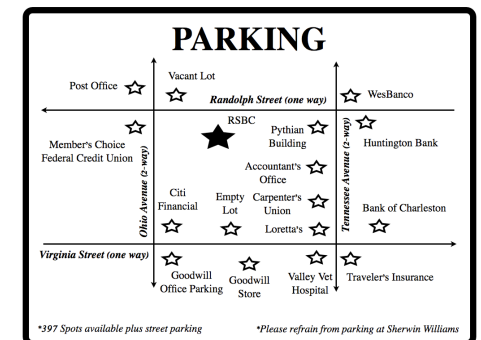 PARKING
Vacant Lot
Post Office
Randolph Street (one way)
WesBanco
RSBC
Member's Choice
Federal Credit Union
Pythian
Building
Huntington Bank
Accountant's
Office
Ohio Avenue (2-way)
Tennessee Avenue (2-way)
Citi
Financial
Empty
Lot
Carpenter's
Union
Bank of Charleston
Loretta's
Virginia Street (one way)
Goodwill
Office Parking
Goodwill
Store
Valley Vet
Hospital
Traveler's Insurance
*397 Spots available plus street parking
*Please refrain from parking at Sherwin Williams